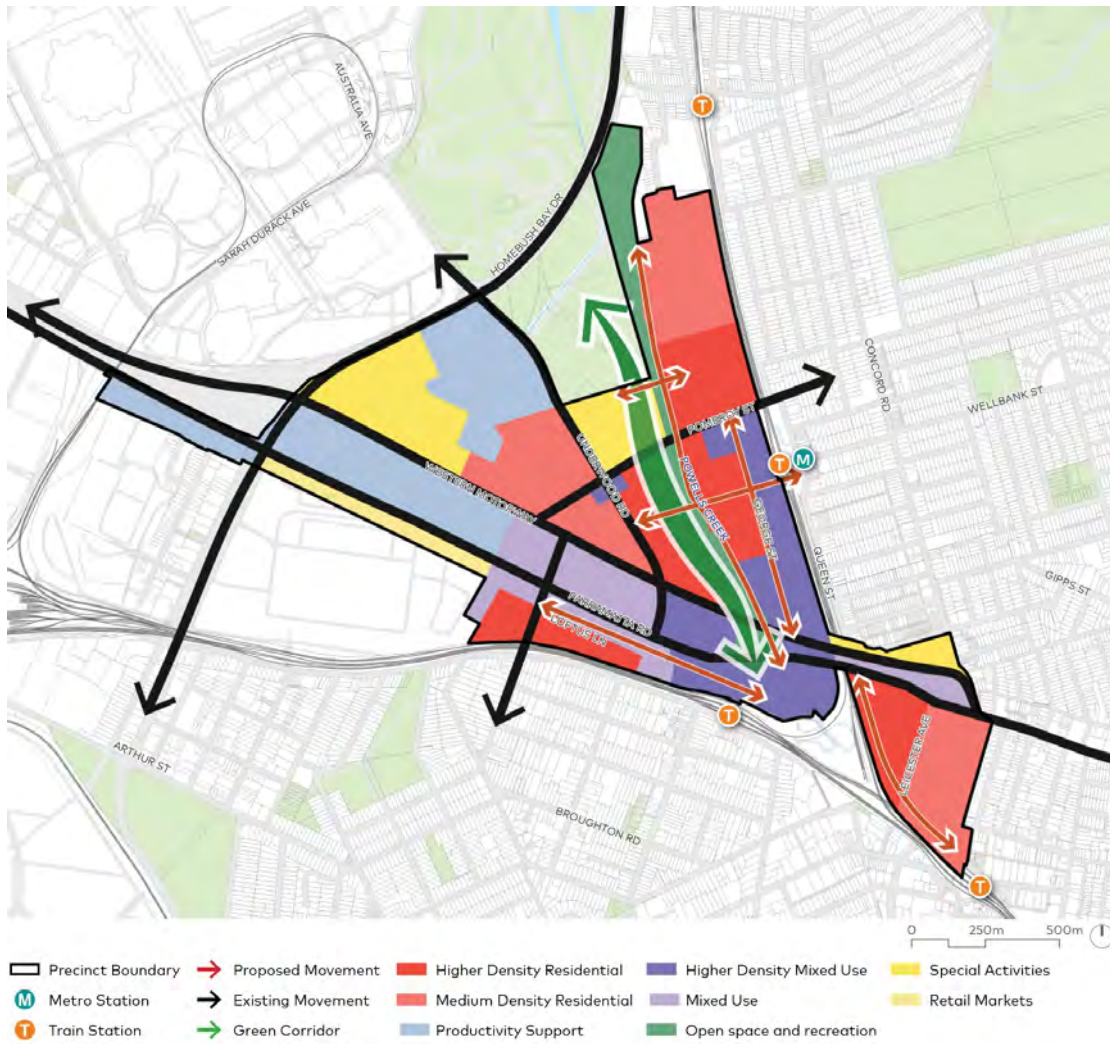 AUSTRALIA AVE
T
SARAH DURACK AVE
HOMEBUSH BAY DR
CONCORD RD
WELLBANK ST
POMEROY ST
T M
UNDERWOOD RD
WESTERN MOTORWAY
POWELLS CREEK
GEORGE ST
QUEEN ST
GIPPS ST
PARRAMATTA RD
LOFTUS LN
T
LEICESTER AVE
ARTHUR ST
BROUGHTON RD
T
0 250m 500m
Precinct Boundary Proposed Movement Higher Density Residential Higher Density Mixed Use Special Activities
M Metro Station Existing Movement Medium Density Residential Mixed Use Retail Markets
T Train Station Green Corridor Productivity Support Open space and recreation